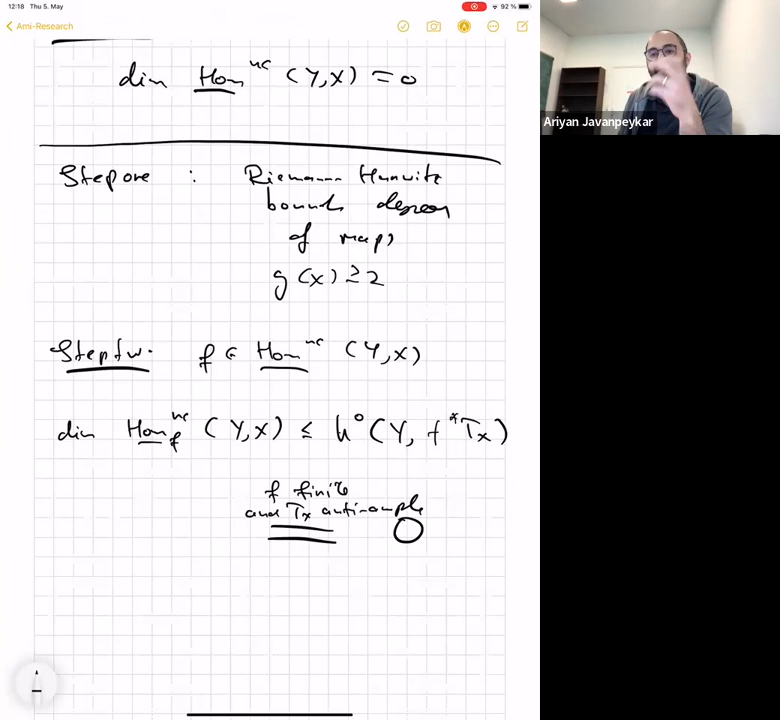 12:18 Thu 5. May
92 %
Ami-Research
dim Hom^nc (Y,X) = 0
Step one : Riemann Hurwitz
bounds degree
of maps
g(X) ≥ 2
Step two. f ∈ Hom^nc (Y,X)
dim Hom_f^nc (Y,X) ≤ h^0(Y, f*T_X)
f finite
and T_X anti-ample
= 0
Ariyan Javanpeykar